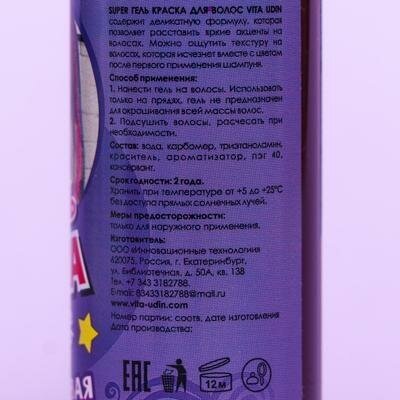 SUPER ГЕЛЬ КРАСКА ДЛЯ ВОЛОС VITA UDIN
содержит деликатную формулу, которая
позволяет расставить яркие акценты на
волосах. Можно ощутить текстуру на
волосах, которая исчезнет вместе с цветом
после первого применения шампуня.
Способ применения:
1. Нанести гель на волосы. Использовать
только на прядях, гель не предназначен
для окрашивания всей массы волос.
2. Подсушить волосы, расчесать при
необходимости.
Состав: вода, карбомер, триэтаноламин,
краситель, ароматизатор, пэг 40,
консервант.
Срок годности: 2 года.
Хранить при температуре от +5 до +25°С
без доступа прямых солнечных лучей.
Меры предосторожности:
только для наружного применения.
Изготовитель:
ООО «Инновационные технологиии
620075, Россия, г. Екатеринбург,
ул. Библиотечная, д. 50А, кв. 138
Тел.: +7 343 3182788
E-mail: 83433182788@mail.ru
www.vita-udin.com
Номер партии: соотв. дате изготовления
Дата производства:
EAC
12 м
АЯ